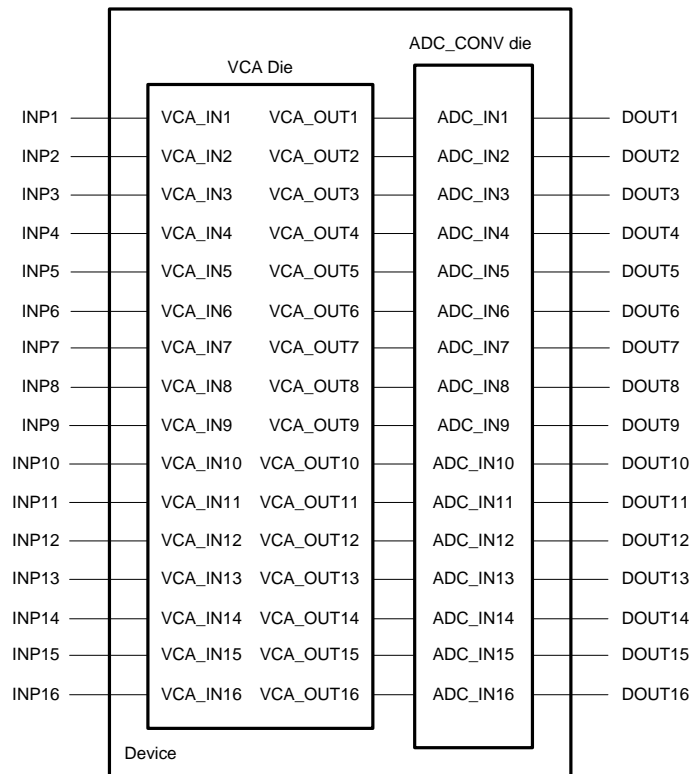 ADC_CONV die
VCA Die
INP1 VCA_IN1 VCA_OUT1 ADC_IN1 DOUT1
INP2 VCA_IN2 VCA_OUT2 ADC_IN2 DOUT2
INP3 VCA_IN3 VCA_OUT3 ADC_IN3 DOUT3
INP4 VCA_IN4 VCA_OUT4 ADC_IN4 DOUT4
INP5 VCA_IN5 VCA_OUT5 ADC_IN5 DOUT5
INP6 VCA_IN6 VCA_OUT6 ADC_IN6 DOUT6
INP7 VCA_IN7 VCA_OUT7 ADC_IN7 DOUT7
INP8 VCA_IN8 VCA_OUT8 ADC_IN8 DOUT8
INP9 VCA_IN9 VCA_OUT9 ADC_IN9 DOUT9
INP10 VCA_IN10 VCA_OUT10 ADC_IN10 DOUT10
INP11 VCA_IN11 VCA_OUT11 ADC_IN11 DOUT11
INP12 VCA_IN12 VCA_OUT12 ADC_IN12 DOUT12
INP13 VCA_IN13 VCA_OUT13 ADC_IN13 DOUT13
INP14 VCA_IN14 VCA_OUT14 ADC_IN14 DOUT14
INP15 VCA_IN15 VCA_OUT15 ADC_IN15 DOUT15
INP16 VCA_IN16 VCA_OUT16 ADC_IN16 DOUT16
Device